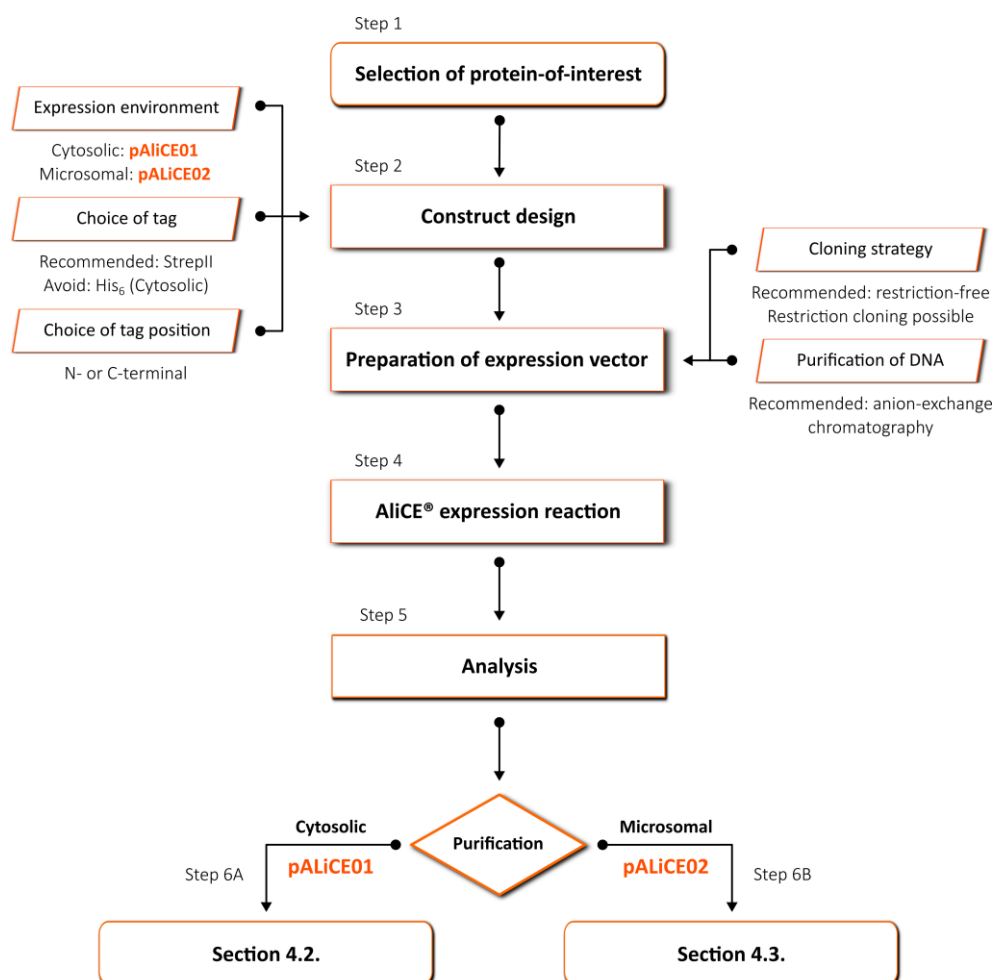 Step 1
Selection of protein-of-interest
Expression environment
Cytosolic: pAliCE01
Microsomal: pALiCE02
Choice of tag
Recommended: StrepII
Avoid: His₆ (Cytosolic)
Choice of tag position
N- or C-terminal
Step 2
Construct design
Cloning strategy
Recommended: restriction-free
Restriction cloning possible
Purification of DNA
Recommended: anion-exchange
chromatography
Step 3
Preparation of expression vector
Step 4
AliCE® expression reaction
Step 5
Analysis
Purification
Cytosolic
pALiCE01
Step 6A
Section 4.2.
Microsomal
pALiCE02
Step 6B
Section 4.3.